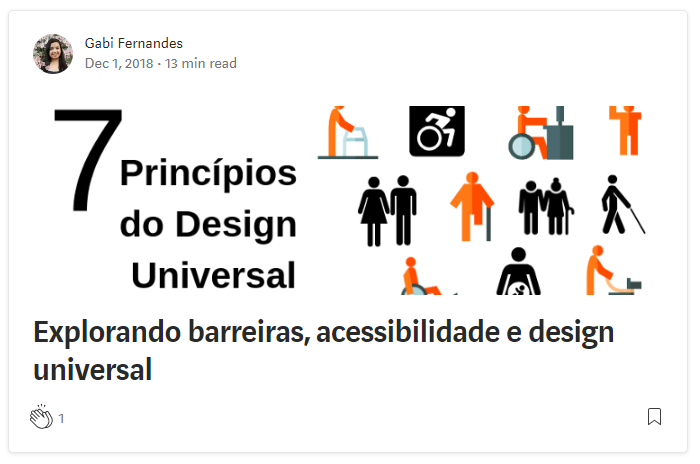 Gabi Fernandes
Dec 1, 2018 · 13 min read
7
Princípios
do Design
Universal
Explorando barreiras, acessibilidade e design
universal
1